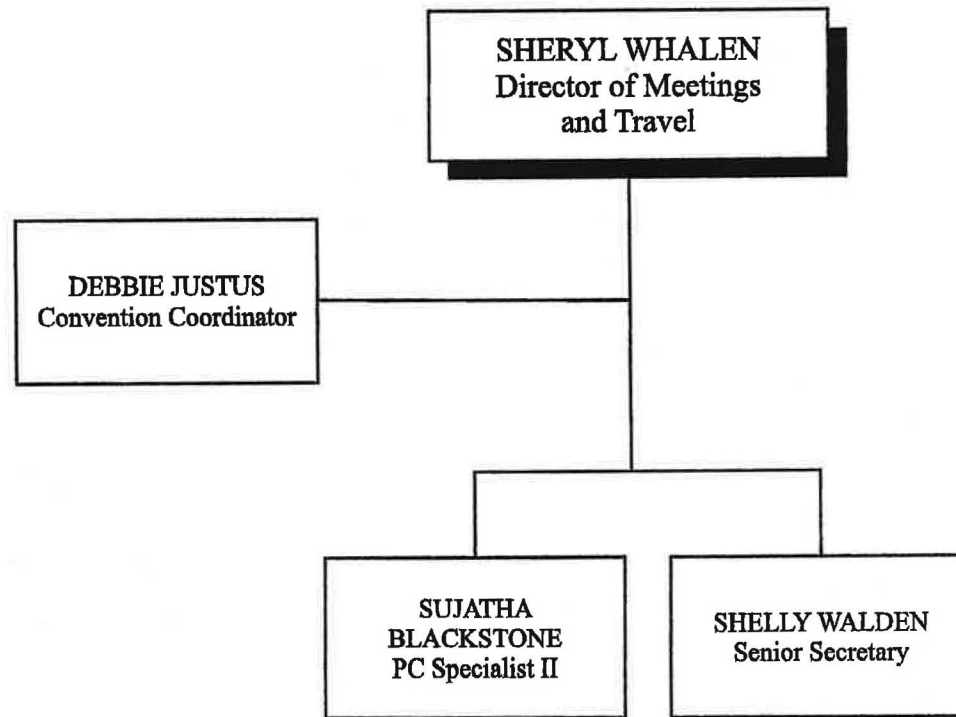 SHERYL WHALEN
Director of Meetings
and Travel
DEBBIE JUSTUS
Convention Coordinator
SUJATHA
BLACKSTONE
PC Specialist II
SHELLY WALDEN
Senior Secretary